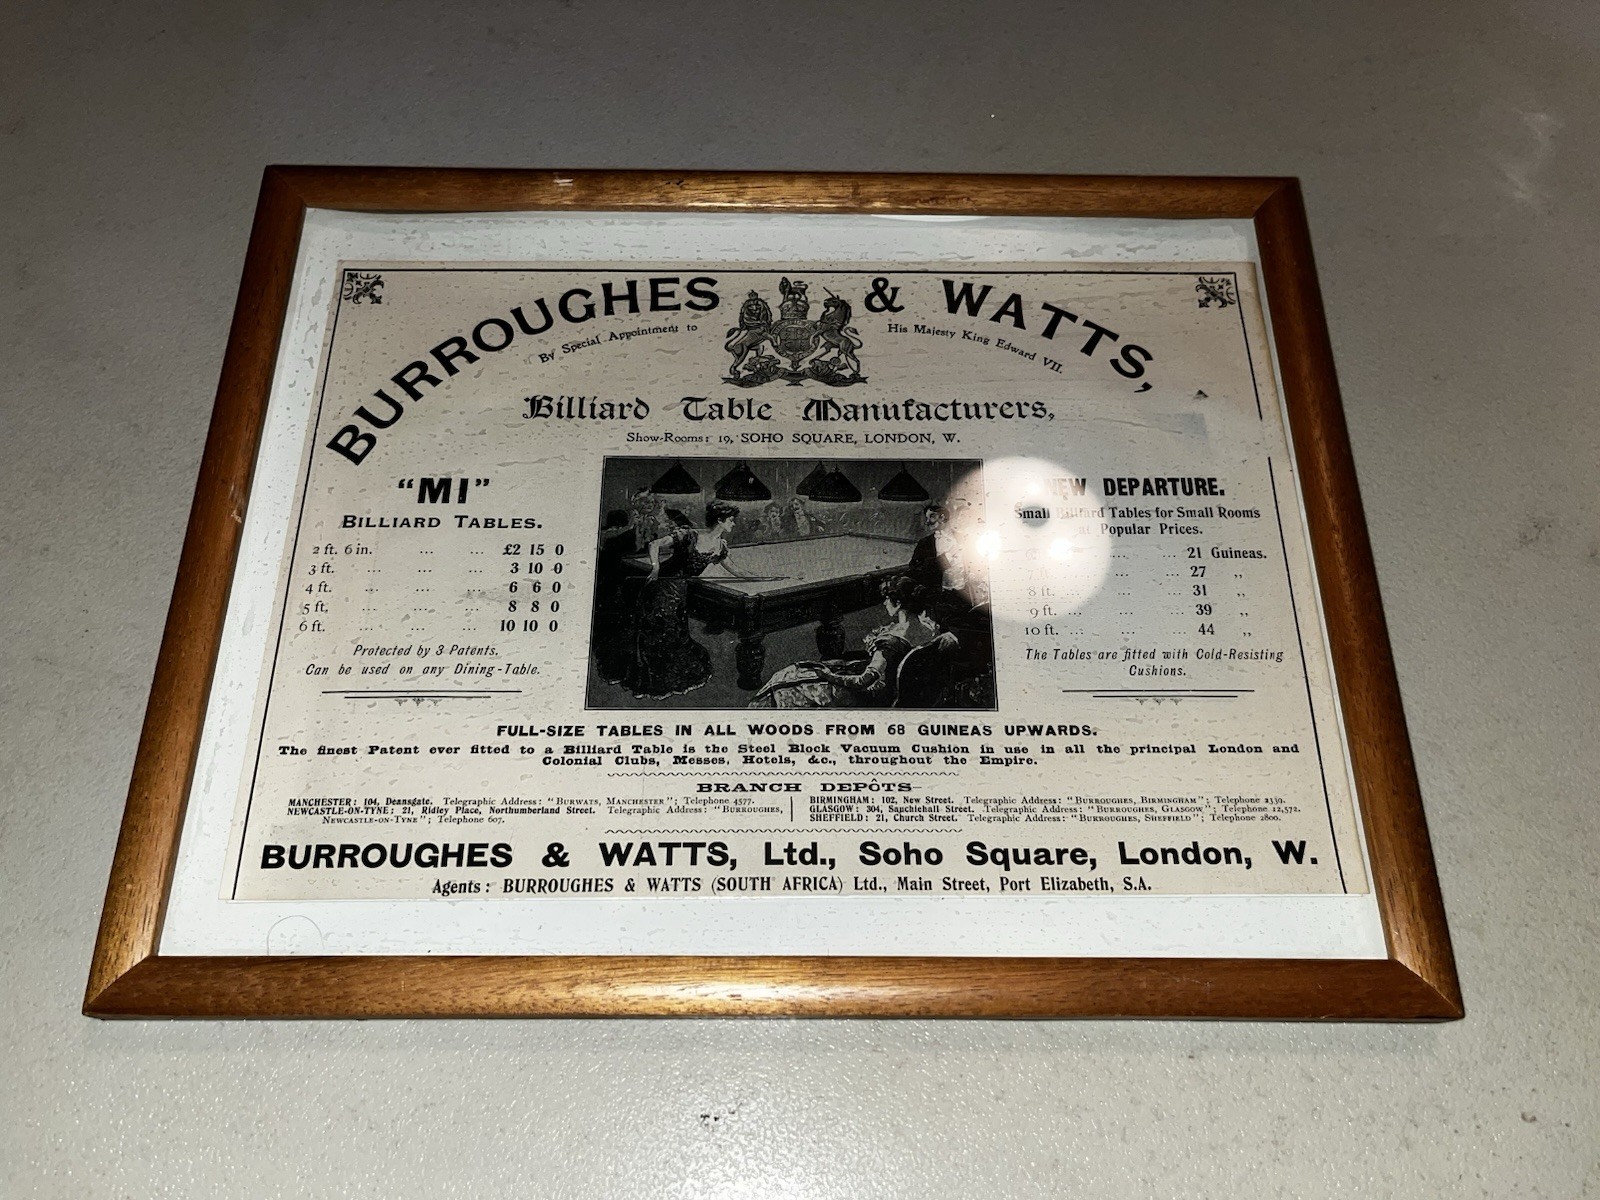 BURROUGHES & WATTS,
By Special Appointment to His Majesty King Edward VII.
Billiard Table Manufacturers,
Show-Rooms: 19, SOHO SQUARE, LONDON, W.
"MI"
BILLIARD TABLES.
2 ft. 6 in. ... ... £2 15 0
3 ft. ... ... ... 3 10 0
4 ft. ... ... ... 6 6 0
5 ft. ... ... ... 8 8 0
6 ft. ... ... ... 10 10 0
Protected by 3 Patents.
Can be used on any Dining-Table.
NEW DEPARTURE.
Small Billiard Tables for Small Rooms
at Popular Prices.
... ... 21 Guineas.
... ... 27 ,,
8 ft. ... ... 31 ,,
9 ft. ... ... ... 39 ,,
10 ft. ... ... ... 44 ,,
The Tables are fitted with Cold-Resisting
Cushions.
FULL-SIZE TABLES IN ALL WOODS FROM 68 GUINEAS UPWARDS.
The finest Patent ever fitted to a Billiard Table is the Steel Block Vacuum Cushion in use in all the principal London and
Colonial Clubs, Messes, Hotels, &c., throughout the Empire.
BRANCH DEPÔTS
MANCHESTER: 104, Deansgate. Telegraphic Address: "BURWATS, MANCHESTER"; Telephone 4577.
NEWCASTLE-ON-TYNE: 21, Ridley Place, Northumberland Street. Telegraphic Address: "BURROUGHES,
NEWCASTLE-ON-TYNE"; Telephone 607.
BIRMINGHAM: 102, New Street. Telegraphic Address: "BURROUGHES, BIRMINGHAM"; Telephone 2339.
GLASGOW: 304, Sauchiehall Street. Telegraphic Address: "BURROUGHES, GLASGOW"; Telephone 12,572.
SHEFFIELD: 21, Church Street. Telegraphic Address: "BURROUGHES, SHEFFIELD"; Telephone 2800.
BURROUGHES & WATTS, Ltd., Soho Square, London, W.
Agents: BURROUGHES & WATTS (SOUTH AFRICA) Ltd., Main Street, Port Elizabeth, S.A.